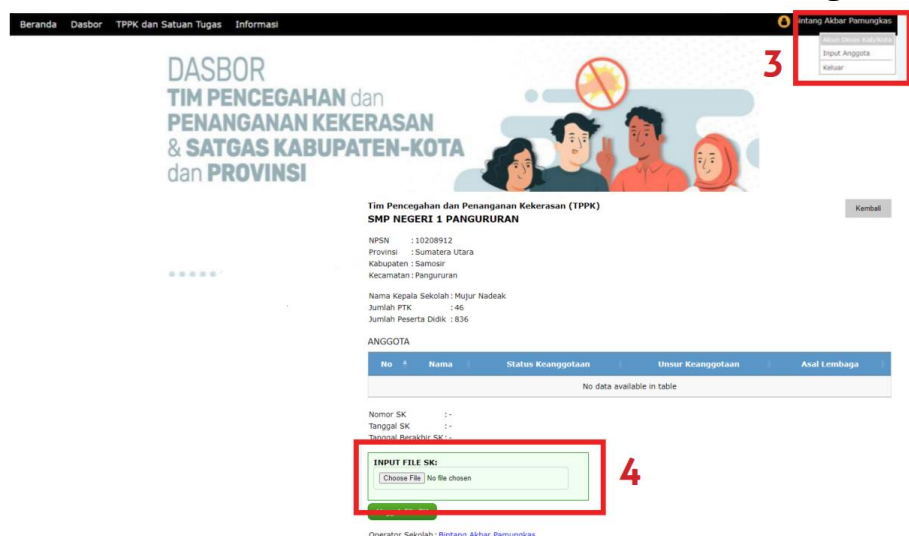 Beranda Dasbor TPPK dan Satuan Tugas Informasi
Bintang Akbar Pamungkas
Input Anggota
Keluar
3
DASBOR
TIM PENCEGAHAN dan
PENANGANAN KEKERASAN
& SATGAS KABUPATEN-KOTA
dan PROVINSI
Tim Pencegahan dan Penanganan Kekerasan (TPPK)
SMP NEGERI 1 PANGURURAN
Kembali
NPSN : 10208912
Provinsi : Sumatera Utara
Kabupaten : Samosir
Kecamatan : Pangururan
Nama Kepala Sekolah : Mujur Nadeak
Jumlah PTK : 46
Jumlah Peserta Didik : 836
ANGGOTA
No Nama Status Keanggotaan Unsur Keanggotaan Asal Lembaga
No data available in table
Nomor SK : -
Tanggal SK : -
Tanggal Berakhir SK : -
INPUT FILE SK:
Choose File No file chosen
4
Operator Sekolah : Bintang Akbar Pamungkas